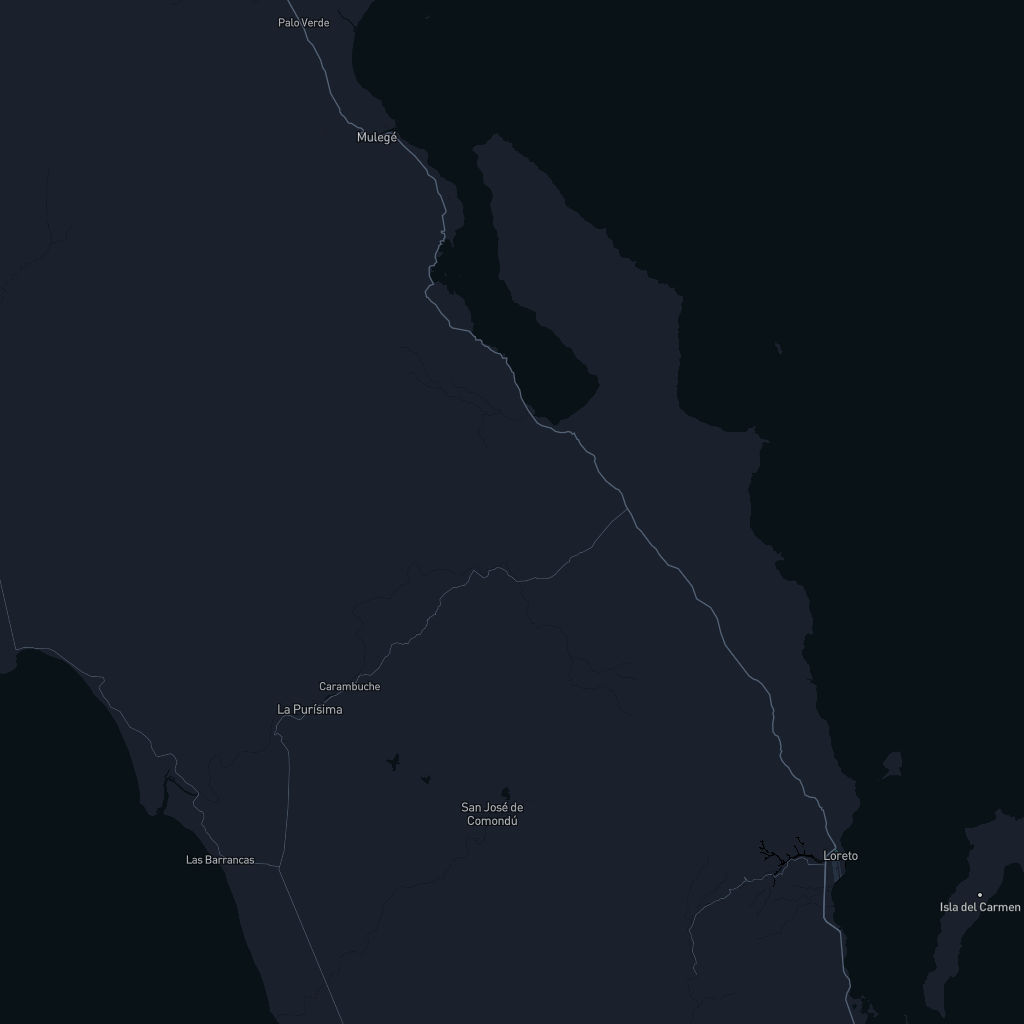 Palo Verde
Mulegé
Carambuche
La Purísima
San José de
Comondú
Las Barrancas
Loreto
Isla del Carmen